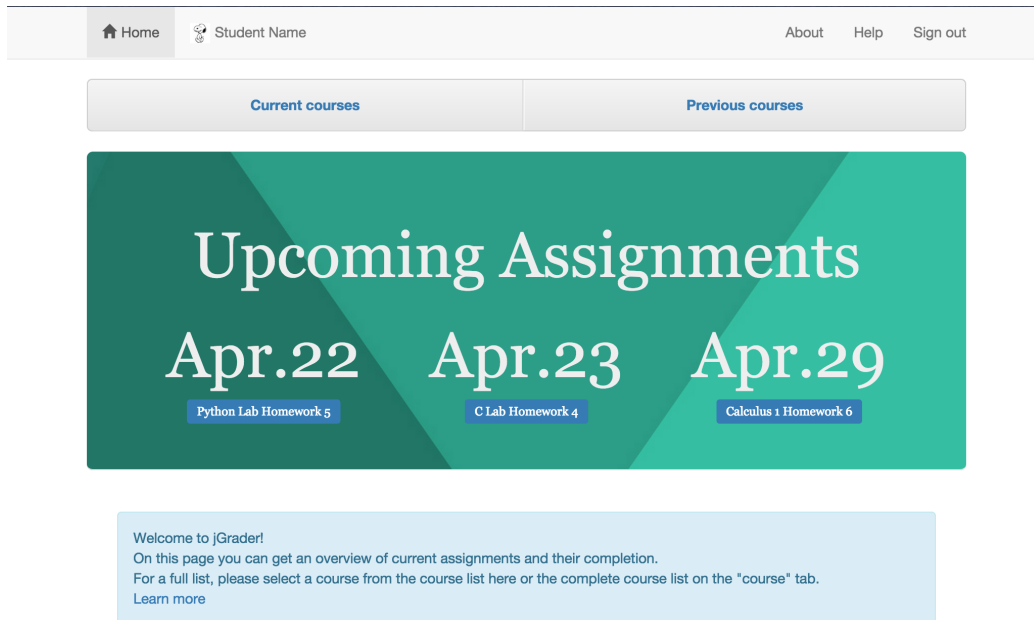 Home Student Name About Help Sign out
Current courses Previous courses
Upcoming Assignments
Apr.22 Apr.23 Apr.29
Python Lab Homework 5 C Lab Homework 4 Calculus 1 Homework 6
Welcome to jGrader!
On this page you can get an overview of current assignments and their completion.
For a full list, please select a course from the course list here or the complete course list on the "course" tab.
Learn more